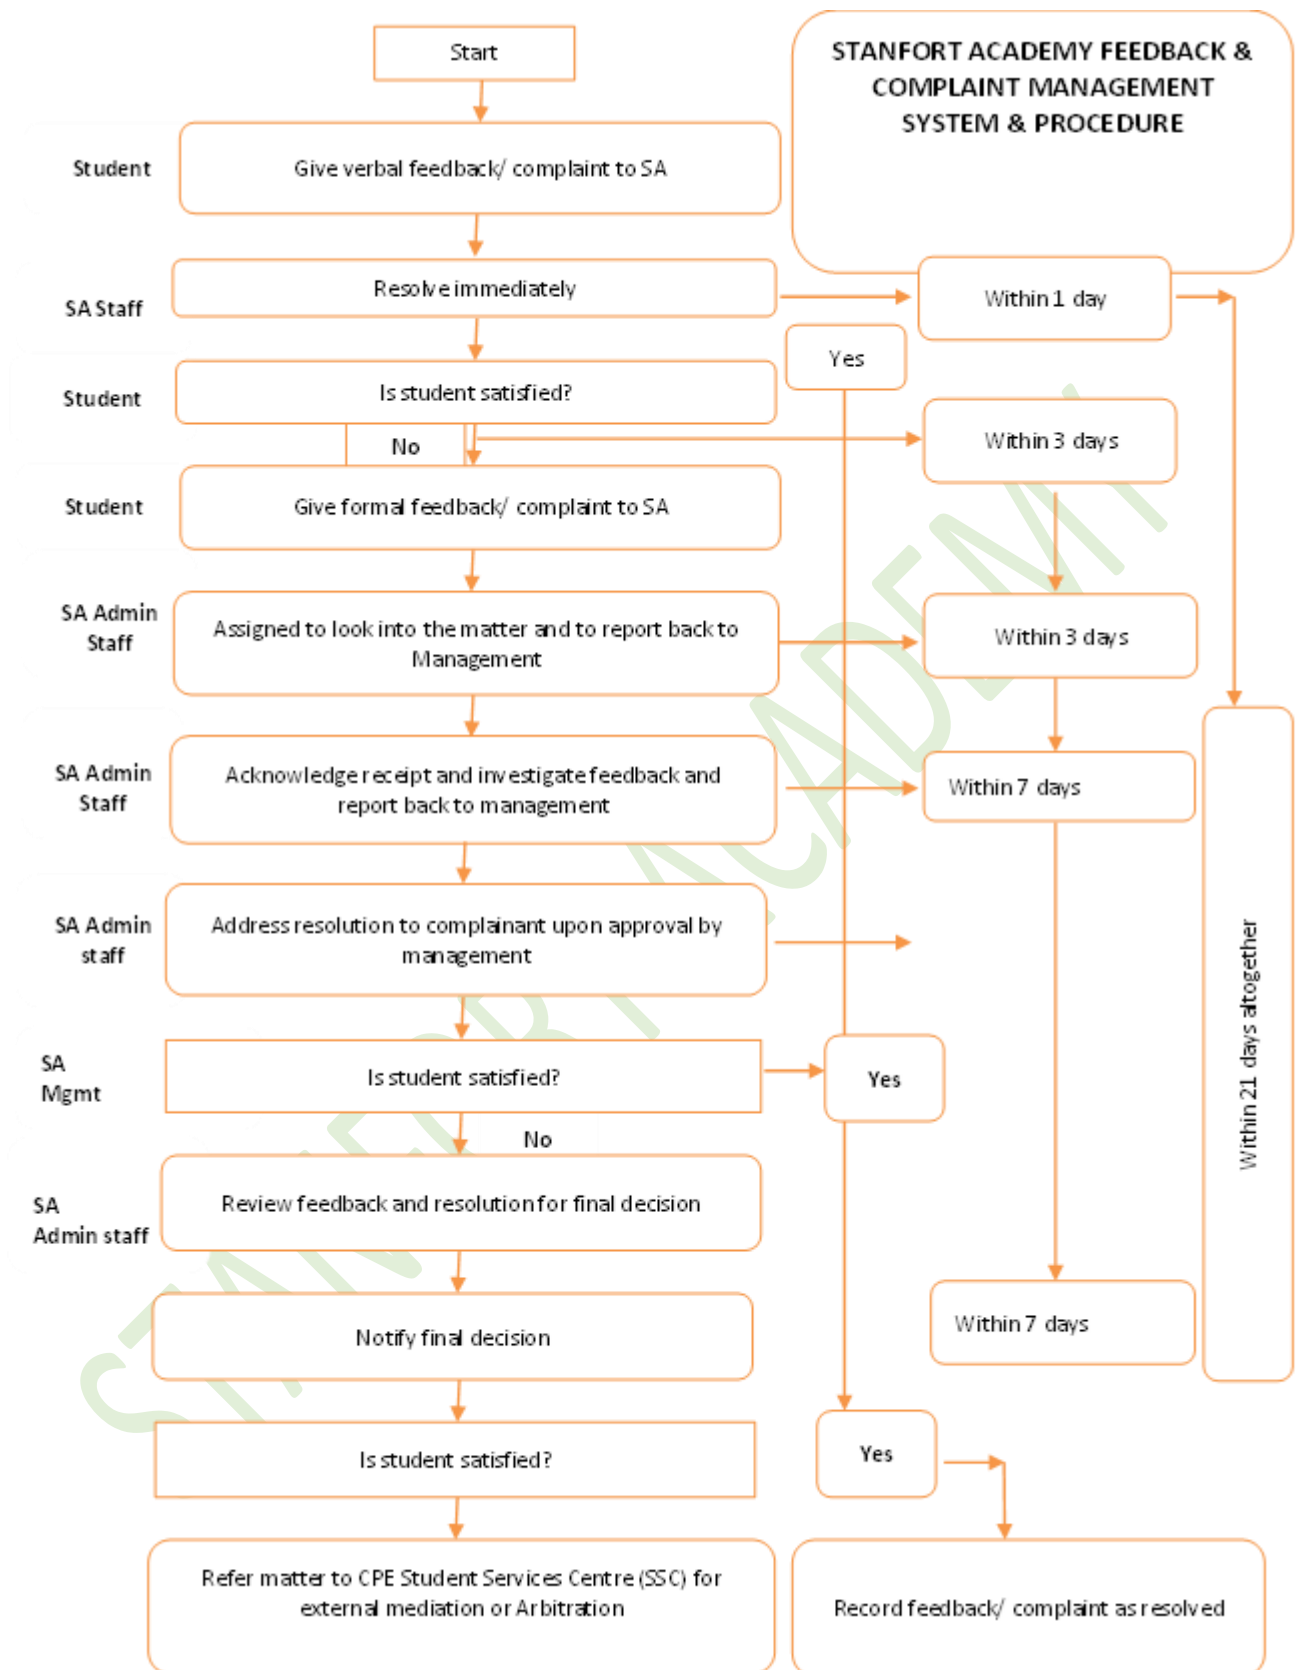 Start
STANFORT ACADEMY FEEDBACK &
COMPLAINT MANAGEMENT
SYSTEM & PROCEDURE
Student
Give verbal feedback/ complaint to SA
SA Staff
Resolve immediately
Within 1 day
Yes
Student
Is student satisfied?
No
Within 3 days
Student
Give formal feedback/ complaint to SA
SA Admin
Staff
Assigned to look into the matter and to report back to
Management
Within 3 days
SA Admin
Staff
Acknowledge receipt and investigate feedback and
report back to management
Within 7 days
SA Admin
staff
Address resolution to complainant upon approval by
management
Within 21 days altogether
SA
Mgmt
Is student satisfied?
Yes
No
SA
Admin staff
Review feedback and resolution for final decision
Notify final decision
Within 7 days
Is student satisfied?
Yes
Refer matter to CPE Student Services Centre (SSC) for
external mediation or Arbitration
Record feedback/ complaint as resolved
STANFORT ACADEMY